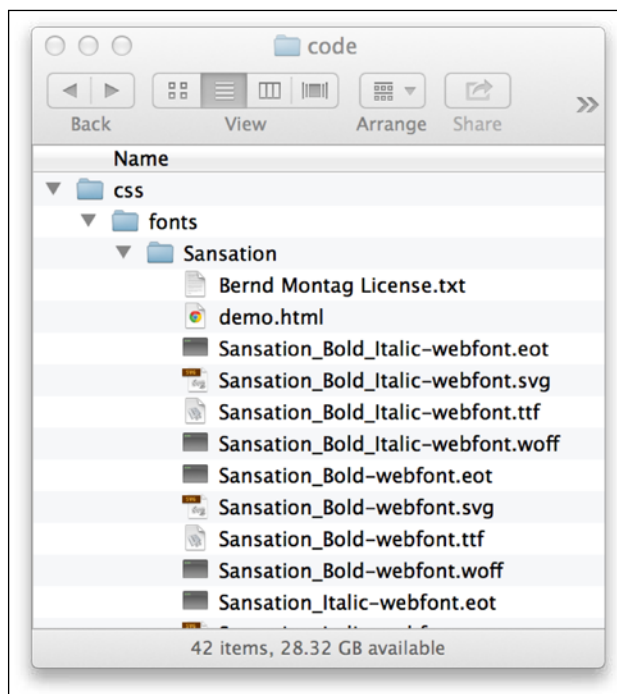 code
Back View Arrange Share
Name
css
fonts
Sansation
Bernd Montag License.txt
demo.html
Sansation_Bold_Italic-webfont.eot
Sansation_Bold_Italic-webfont.svg
Sansation_Bold_Italic-webfont.ttf
Sansation_Bold_Italic-webfont.woff
Sansation_Bold-webfont.eot
Sansation_Bold-webfont.svg
Sansation_Bold-webfont.ttf
Sansation_Bold-webfont.woff
Sansation_Italic-webfont.eot
42 items, 28.32 GB available